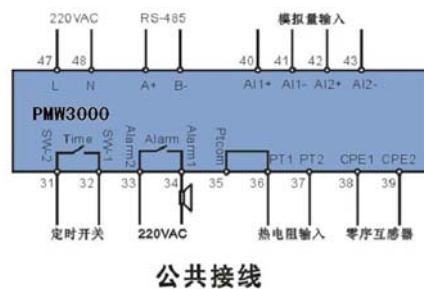 220VAC RS-485 模拟量输入
47 48 40 41 42 43
L N A+ B- AI1+ AI1- AI2+ AI2-
PMW3000
SW-2 Time SW-1 Alarm2 Alarm Alarm1 Ptcom PT1 PT2 CPE1 CPE2
31 32 33 34 35 36 37 38 39
定时开关 220VAC 热电阻输入 零序互感器
公共接线